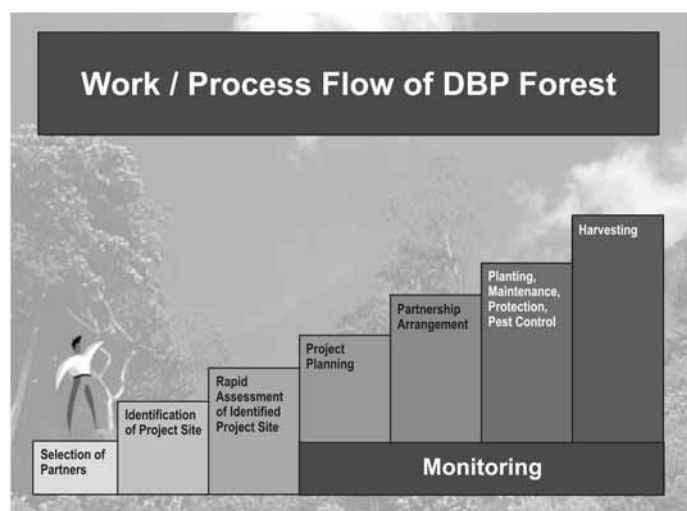 Work / Process Flow of DBP Forest
Selection of
Partners
Identification
of Project Site
Rapid
Assessment
of Identified
Project Site
Project
Planning
Partnership
Arrangement
Planting,
Maintenance,
Protection,
Pest Control
Harvesting
Monitoring